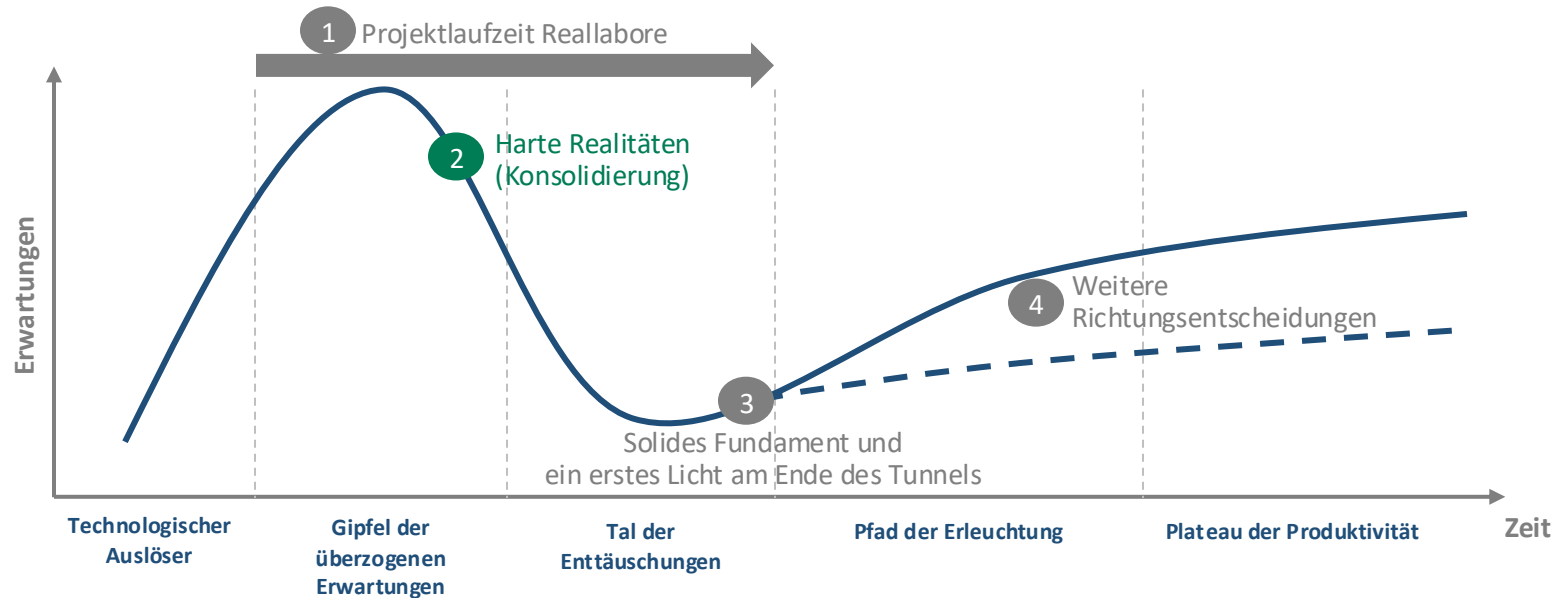 1 Projektlaufzeit Reallabore
2 Harte Realitäten
(Konsolidierung)
Erwartungen
4 Weitere
Richtungsentscheidungen
3
Solides Fundament und
ein erstes Licht am Ende des Tunnels
Technologischer
Auslöser
Gipfel der
überzogenen
Erwartungen
Tal der
Enttäuschungen
Pfad der Erleuchtung
Plateau der Produktivität
Zeit